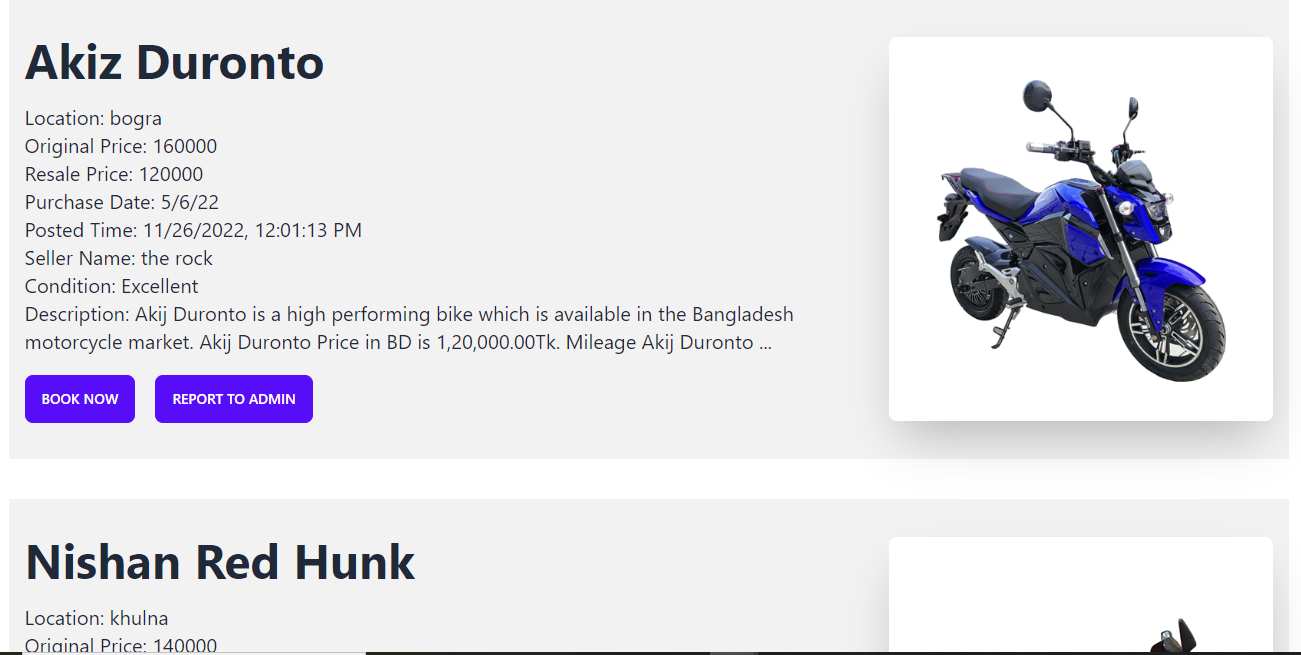 Akiz Duronto
Location: bogra
Original Price: 160000
Resale Price: 120000
Purchase Date: 5/6/22
Posted Time: 11/26/2022, 12:01:13 PM
Seller Name: the rock
Condition: Excellent
Description: Akij Duronto is a high performing bike which is available in the Bangladesh
motorcycle market. Akij Duronto Price in BD is 1,20,000.00Tk. Mileage Akij Duronto ...
BOOK NOW
REPORT TO ADMIN
Nishan Red Hunk
Location: khulna
Original Price: 140000